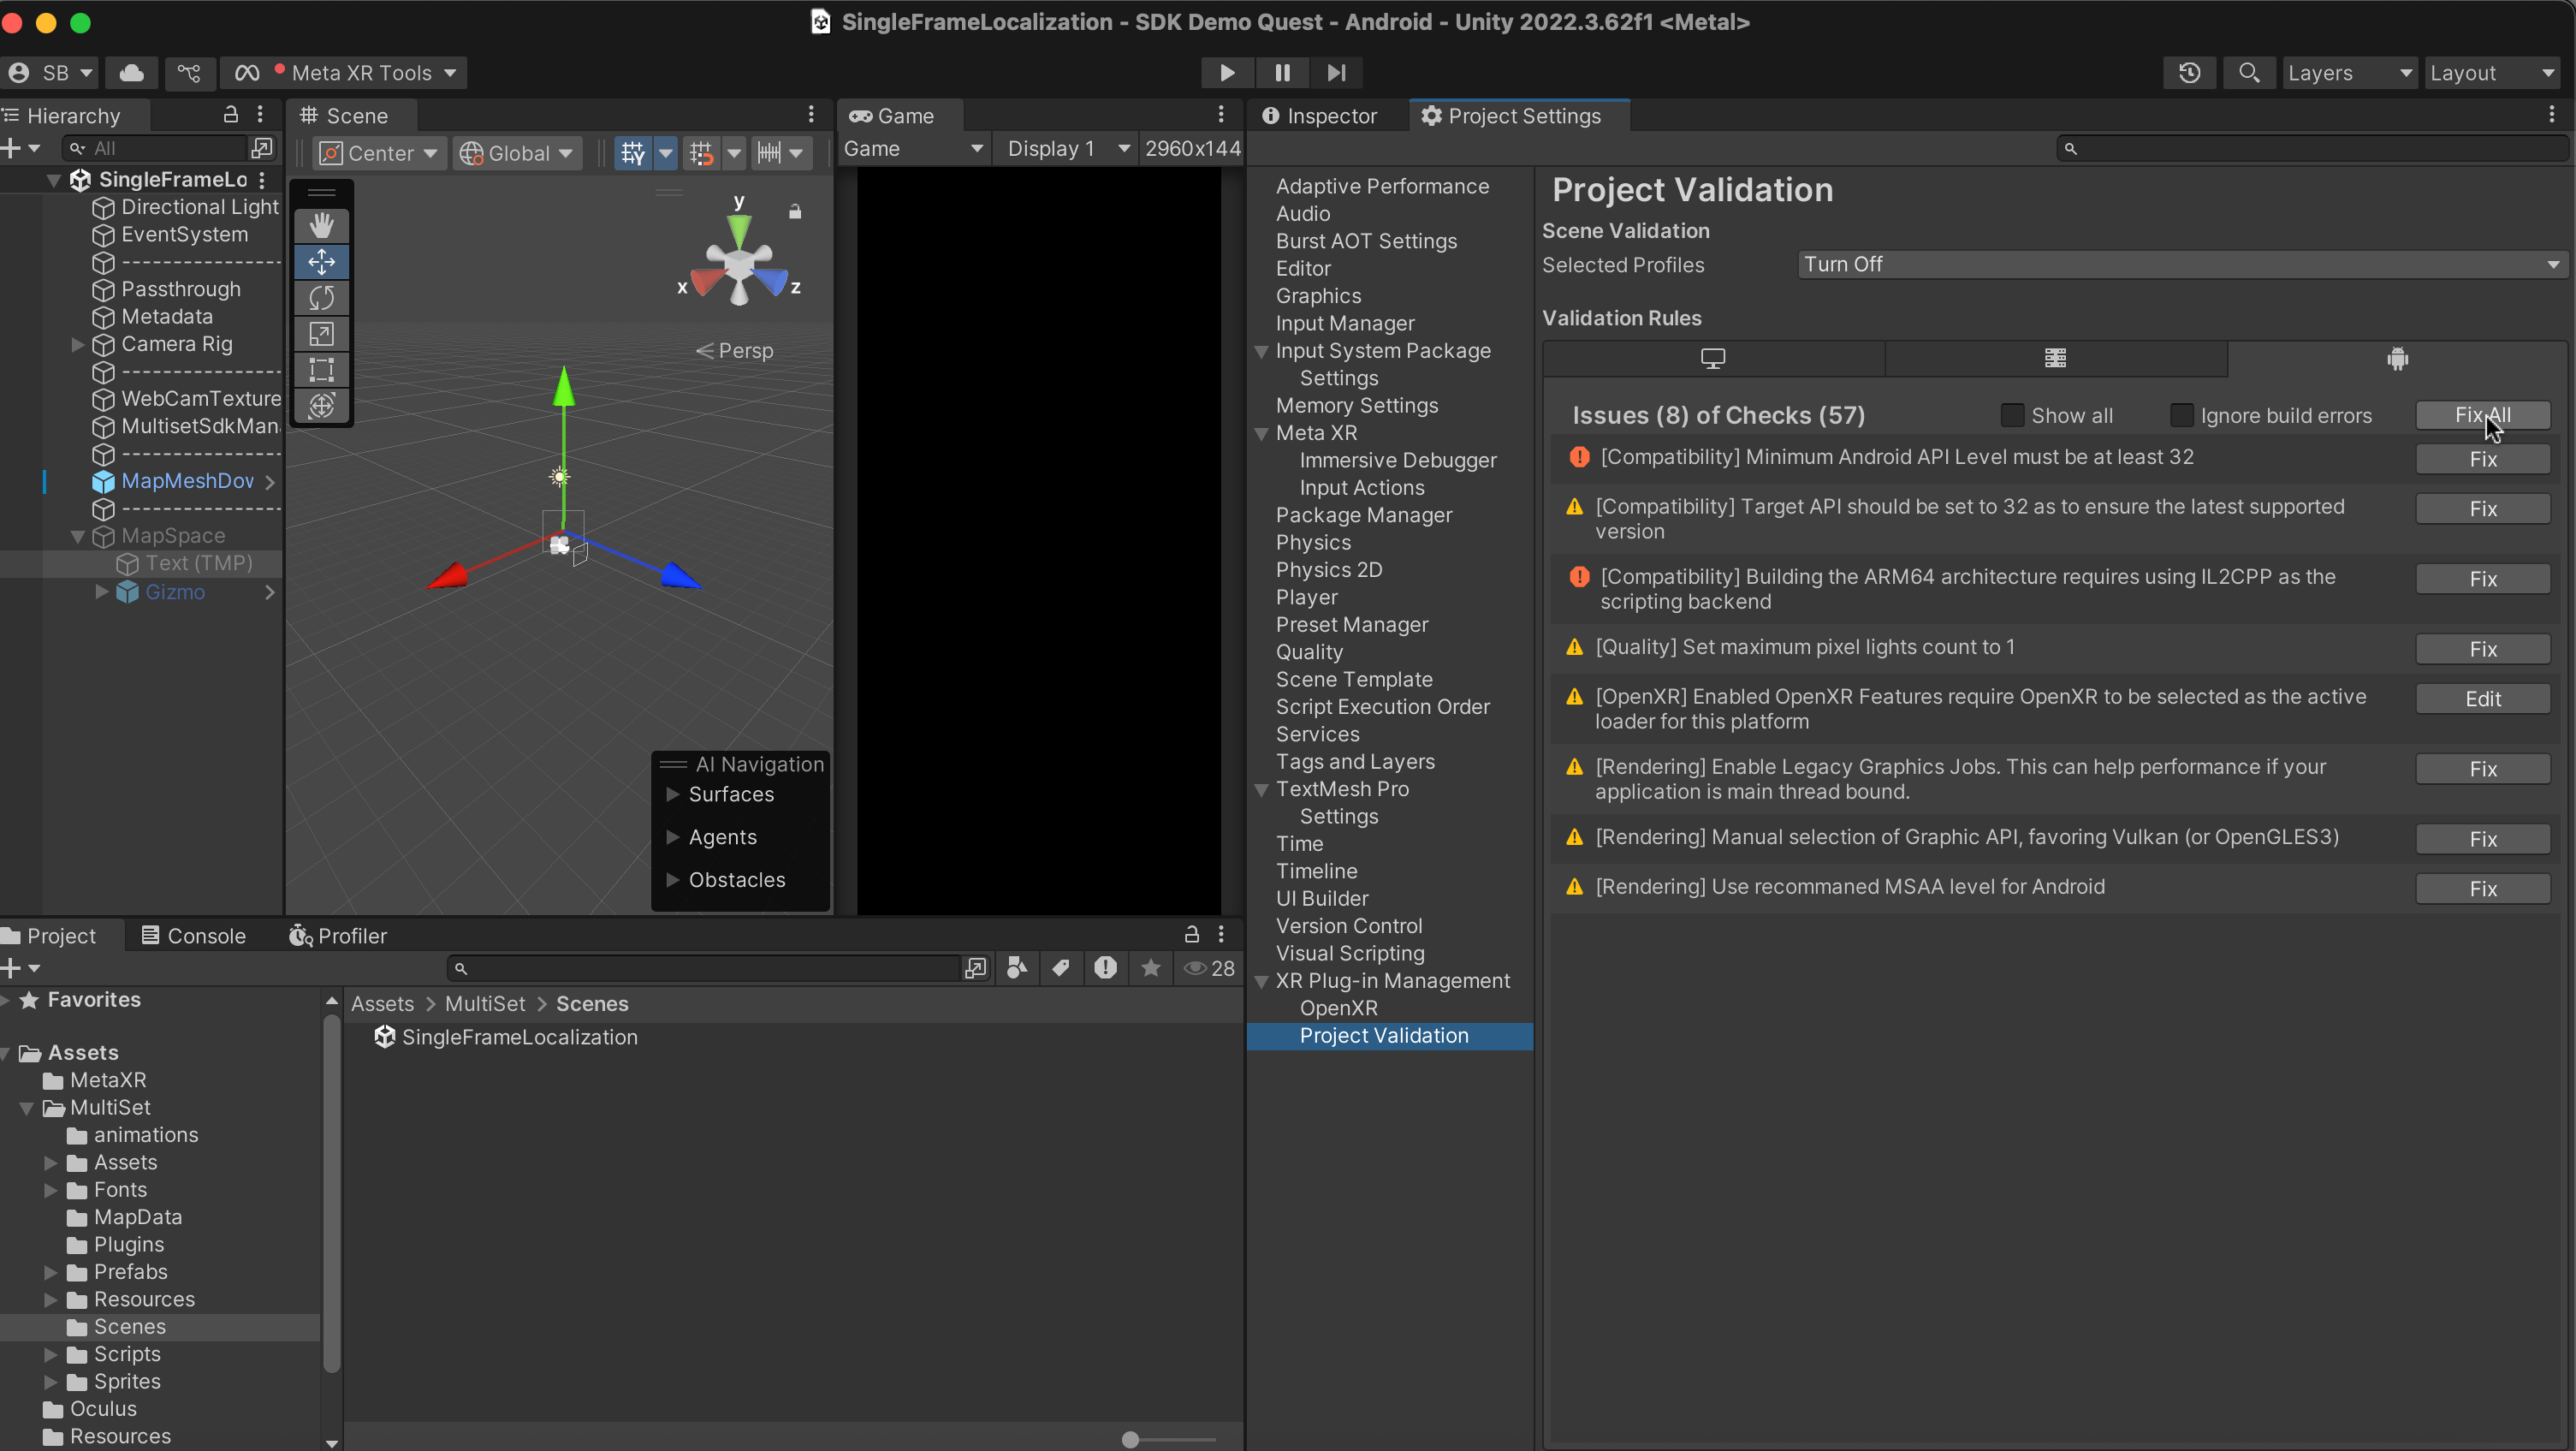 SingleFrameLocalization - SDK Demo Quest - Android - Unity 2022.3.62f1 <Metal>
SB
Meta XR Tools
Layers
Layout
Hierarchy
All
SingleFrameLo
Directional Light
EventSystem
--------------------
Passthrough
Metadata
Camera Rig
--------------------
WebCamTexture
MultisetSdkMan
--------------------
MapMeshDov
--------------------
MapSpace
Text (TMP)
Gizmo
Scene
Center
Global
y
x
z
Persp
AI Navigation
Surfaces
Agents
Obstacles
Game
Game
Display 1
2960x144
Inspector
Project Settings
Adaptive Performance
Audio
Burst AOT Settings
Editor
Graphics
Input Manager
Input System Package
Settings
Memory Settings
Meta XR
Immersive Debugger
Input Actions
Package Manager
Physics
Physics 2D
Player
Preset Manager
Quality
Scene Template
Script Execution Order
Services
Tags and Layers
TextMesh Pro
Settings
Time
Timeline
UI Builder
Version Control
Visual Scripting
XR Plug-in Management
OpenXR
Project Validation
Project Validation
Scene Validation
Selected Profiles
Turn Off
Validation Rules
Issues (8) of Checks (57)
Show all
Ignore build errors
Fix All
[Compatibility] Minimum Android API Level must be at least 32
Fix
[Compatibility] Target API should be set to 32 as to ensure the latest supported
version
Fix
[Compatibility] Building the ARM64 architecture requires using IL2CPP as the
scripting backend
Fix
[Quality] Set maximum pixel lights count to 1
Fix
[OpenXR] Enabled OpenXR Features require OpenXR to be selected as the active
loader for this platform
Edit
[Rendering] Enable Legacy Graphics Jobs. This can help performance if your
application is main thread bound.
Fix
[Rendering] Manual selection of Graphic API, favoring Vulkan (or OpenGLES3)
Fix
[Rendering] Use recommaned MSAA level for Android
Fix
Project
Console
Profiler
28
Favorites
Assets
MetaXR
MultiSet
animations
Assets
Fonts
MapData
Plugins
Prefabs
Resources
Scenes
Scripts
Sprites
Oculus
Resources
Assets > MultiSet > Scenes
SingleFrameLocalization